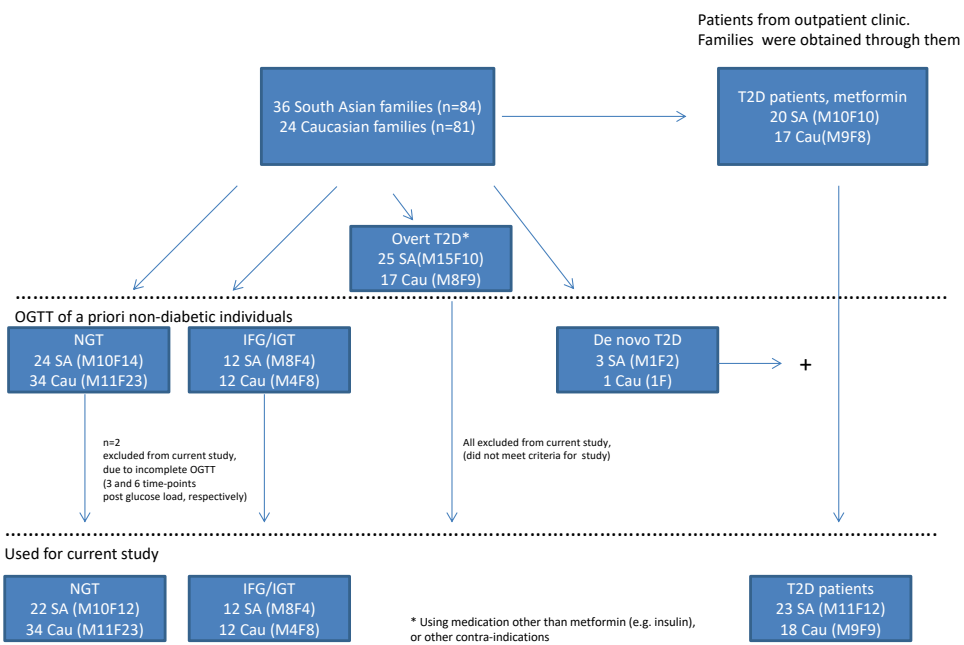 Patients from outpatient clinic.
Families were obtained through them
36 South Asian families (n=84)
24 Caucasian families (n=81)
T2D patients, metformin
20 SA (M10F10)
17 Cau(M9F8)
Overt T2D*
25 SA(M15F10)
17 Cau (M8F9)
OGTT of a priori non-diabetic individuals
NGT
24 SA (M10F14)
34 Cau (M11F23)
IFG/IGT
12 SA (M8F4)
12 Cau (M4F8)
De novo T2D
3 SA (M1F2)
1 Cau (1F)
+
n=2
excluded from current study,
due to incomplete OGTT
(3 and 6 time-points
post glucose load, respectively)
All excluded from current study,
(did not meet criteria for study)
Used for current study
NGT
22 SA (M10F12)
34 Cau (M11F23)
IFG/IGT
12 SA (M8F4)
12 Cau (M4F8)
* Using medication other than metformin (e.g. insulin),
or other contra-indications
T2D patients
23 SA (M11F12)
18 Cau (M9F9)